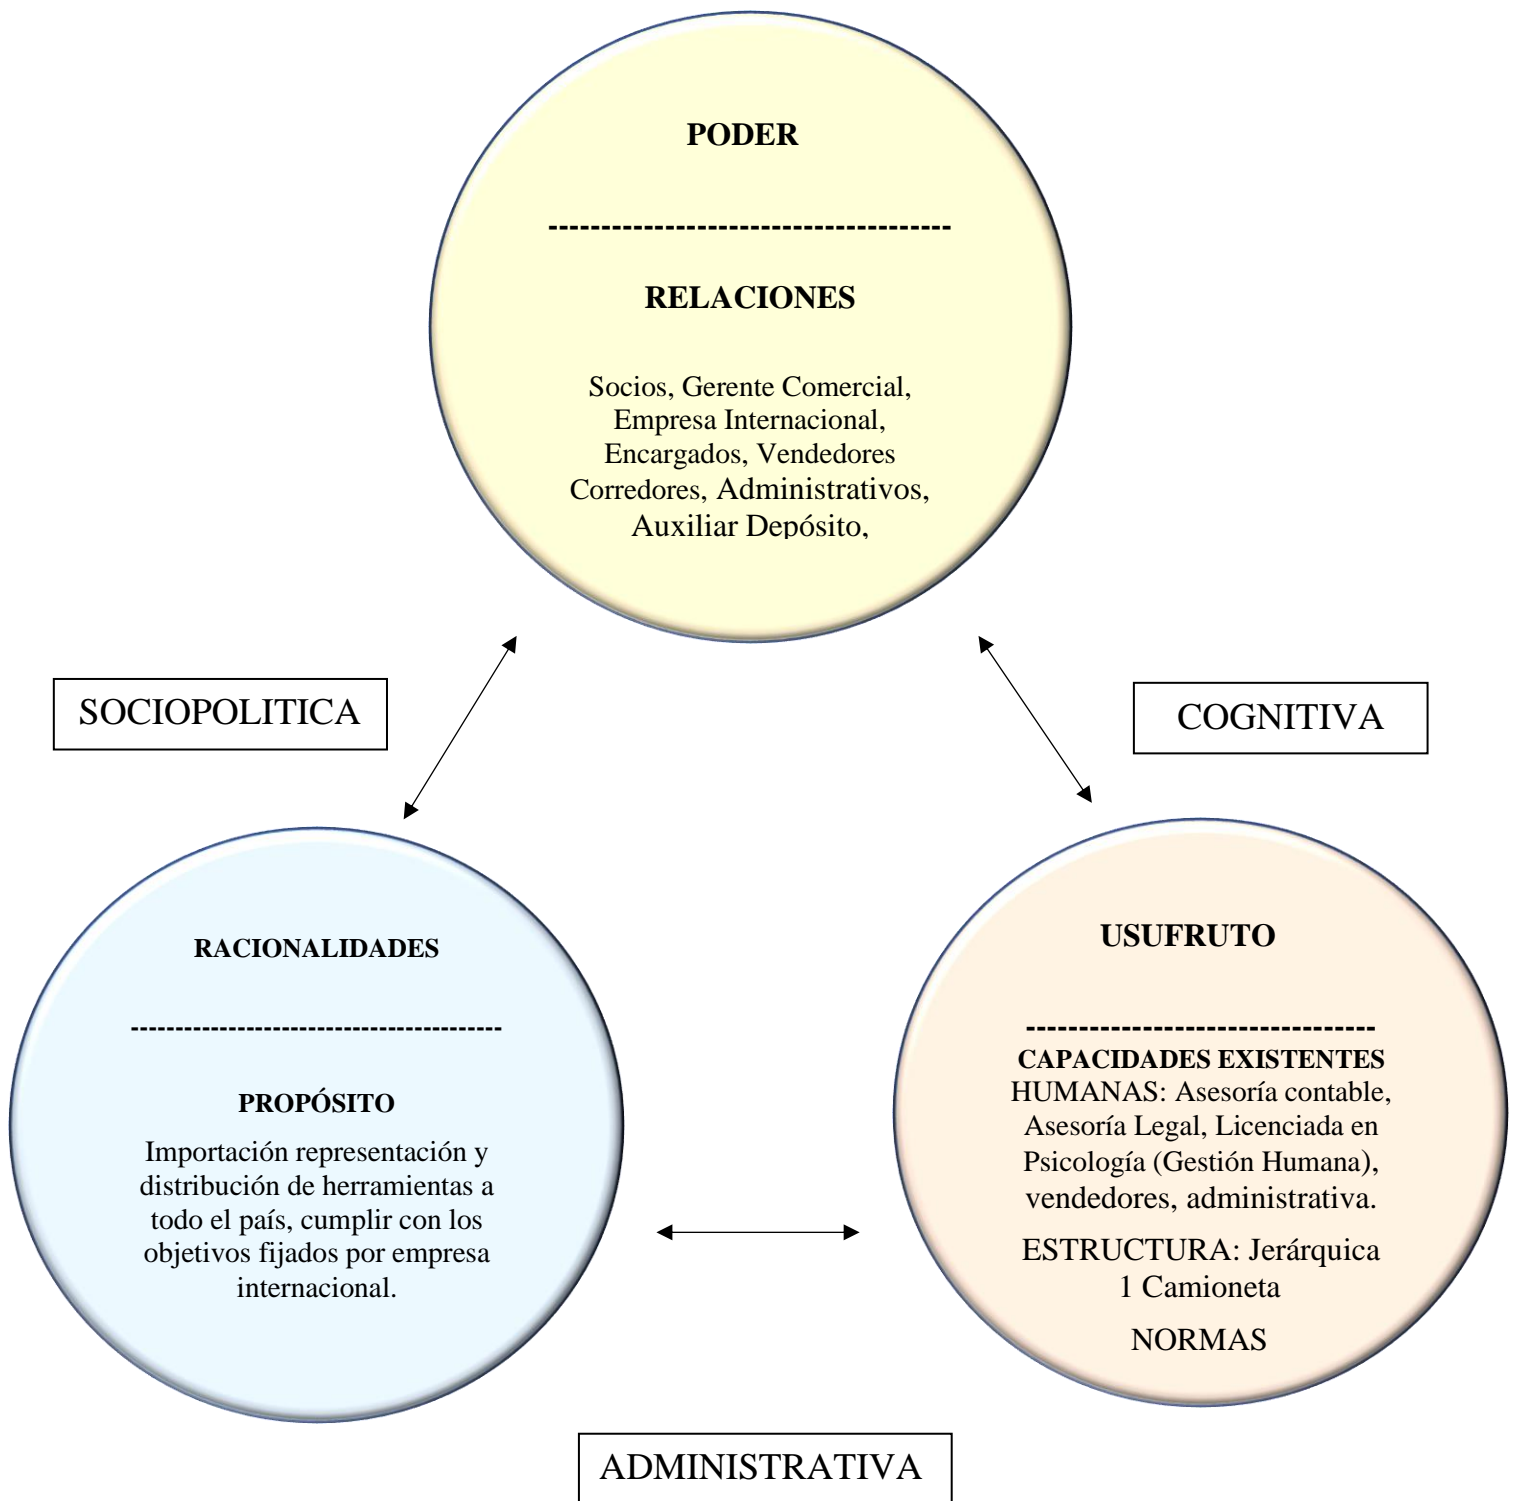 PODER
--------------------------------------
RELACIONES
Socios, Gerente Comercial,
Empresa Internacional,
Encargados, Vendedores
Corredores, Administrativos,
Auxiliar Depósito,
SOCIOPOLITICA
COGNITIVA
RACIONALIDADES
------------------------------------------
PROPÓSITO
Importación representación y
distribución de herramientas a
todo el país, cumplir con los
objetivos fijados por empresa
internacional.
USUFRUTO
---------------------------------
CAPACIDADES EXISTENTES
HUMANAS: Asesoría contable,
Asesoría Legal, Licenciada en
Psicología (Gestión Humana),
vendedores, administrativa.
ESTRUCTURA: Jerárquica
1 Camioneta
NORMAS
ADMINISTRATIVA